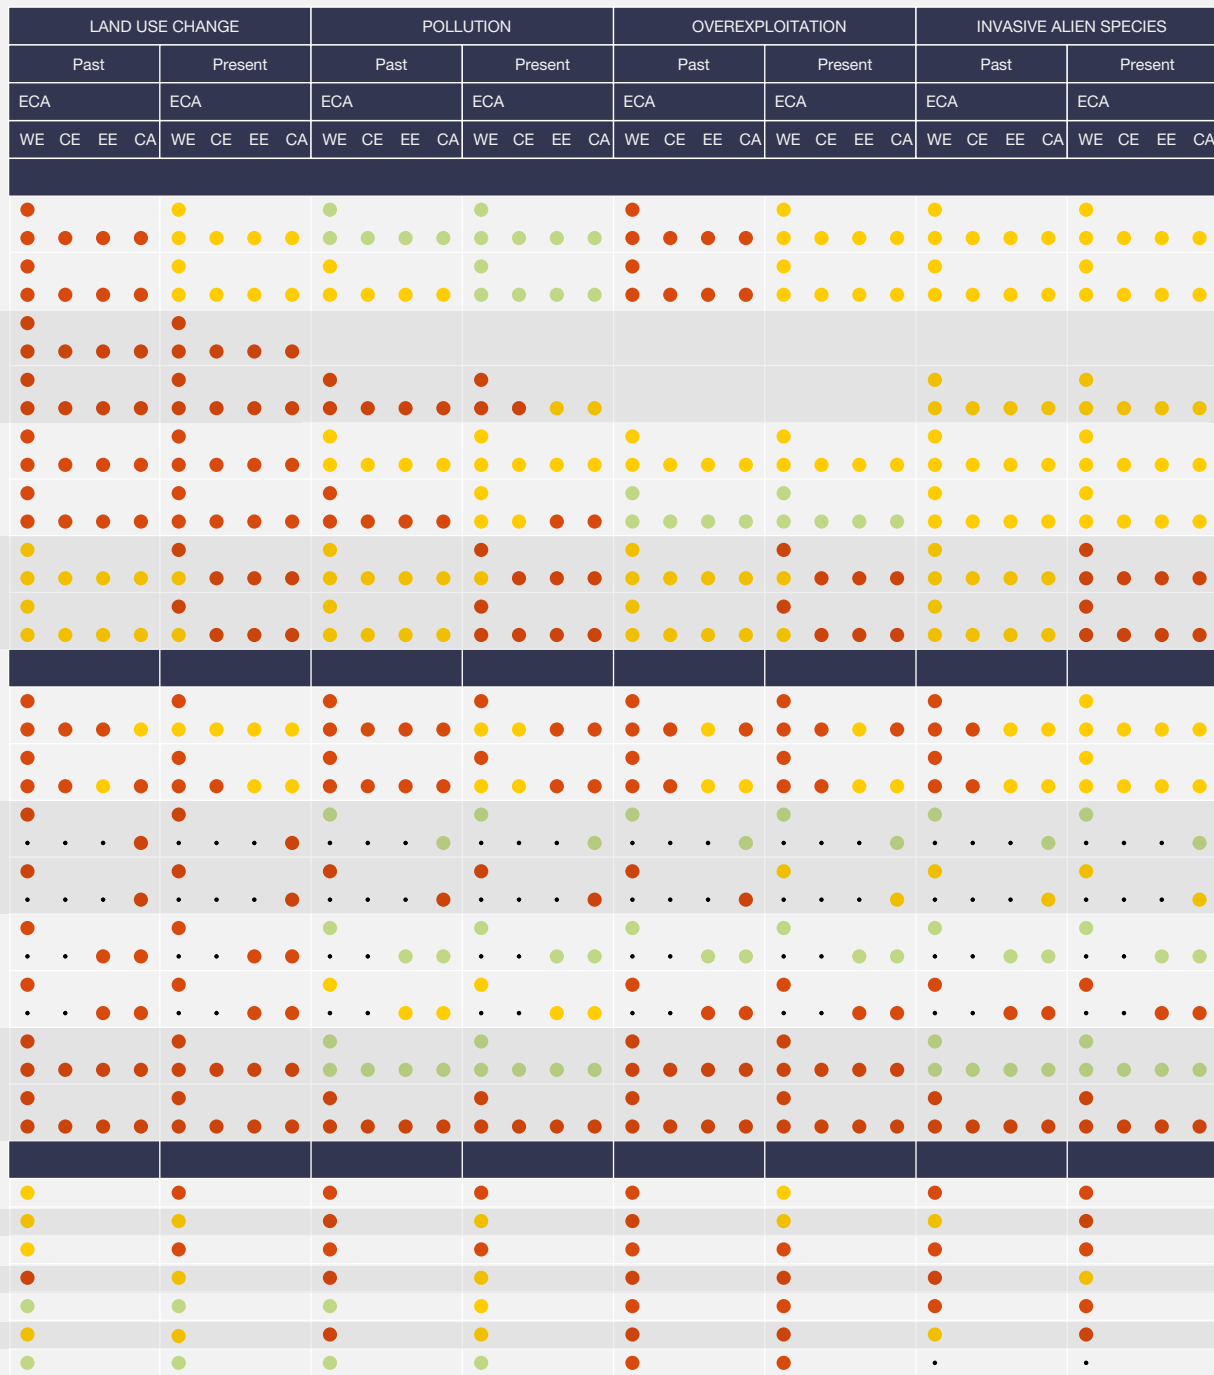 LAND USE CHANGE POLLUTION OVEREXPLOITATION INVASIVE ALIEN SPECIES
Past Present Past Present Past Present Past Present
ECA ECA ECA ECA ECA ECA ECA ECA
WE CE EE CA WE CE EE CA WE CE EE CA WE CE EE CA WE CE EE CA WE CE EE CA WE CE EE CA WE CE EE CA